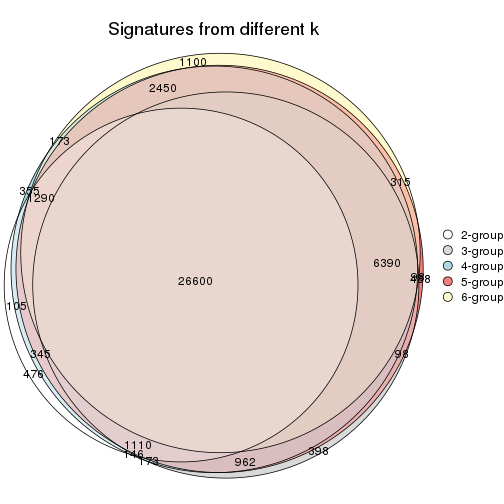 Signatures from different k
1100
2450
173
315
1290
6390
26600
105
345
98
476
1110
146
173
962
398
2-group
3-group
4-group
5-group
6-group